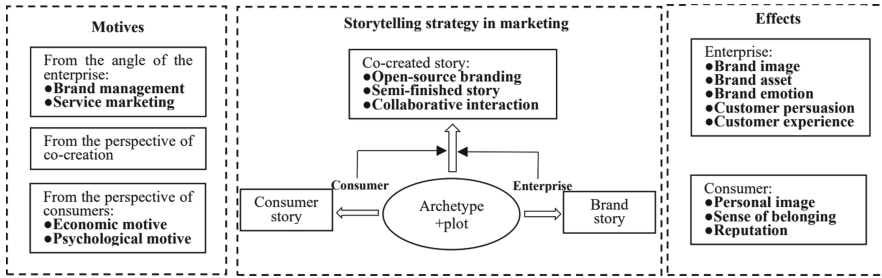 Motives
From the angle of the
enterprise:
●Brand management
●Service marketing
From the perspective of
co-creation
From the perspective of
consumers:
●Economic motive
●Psychological motive
Storytelling strategy in marketing
Co-created story:
●Open-source branding
●Semi-finished story
●Collaborative interaction
Consumer
Enterprise
Consumer
story
Archetype
+plot
Brand
story
Effects
Enterprise:
●Brand image
●Brand asset
●Brand emotion
●Customer persuasion
●Customer experience
Consumer:
●Personal image
●Sense of belonging
●Reputation